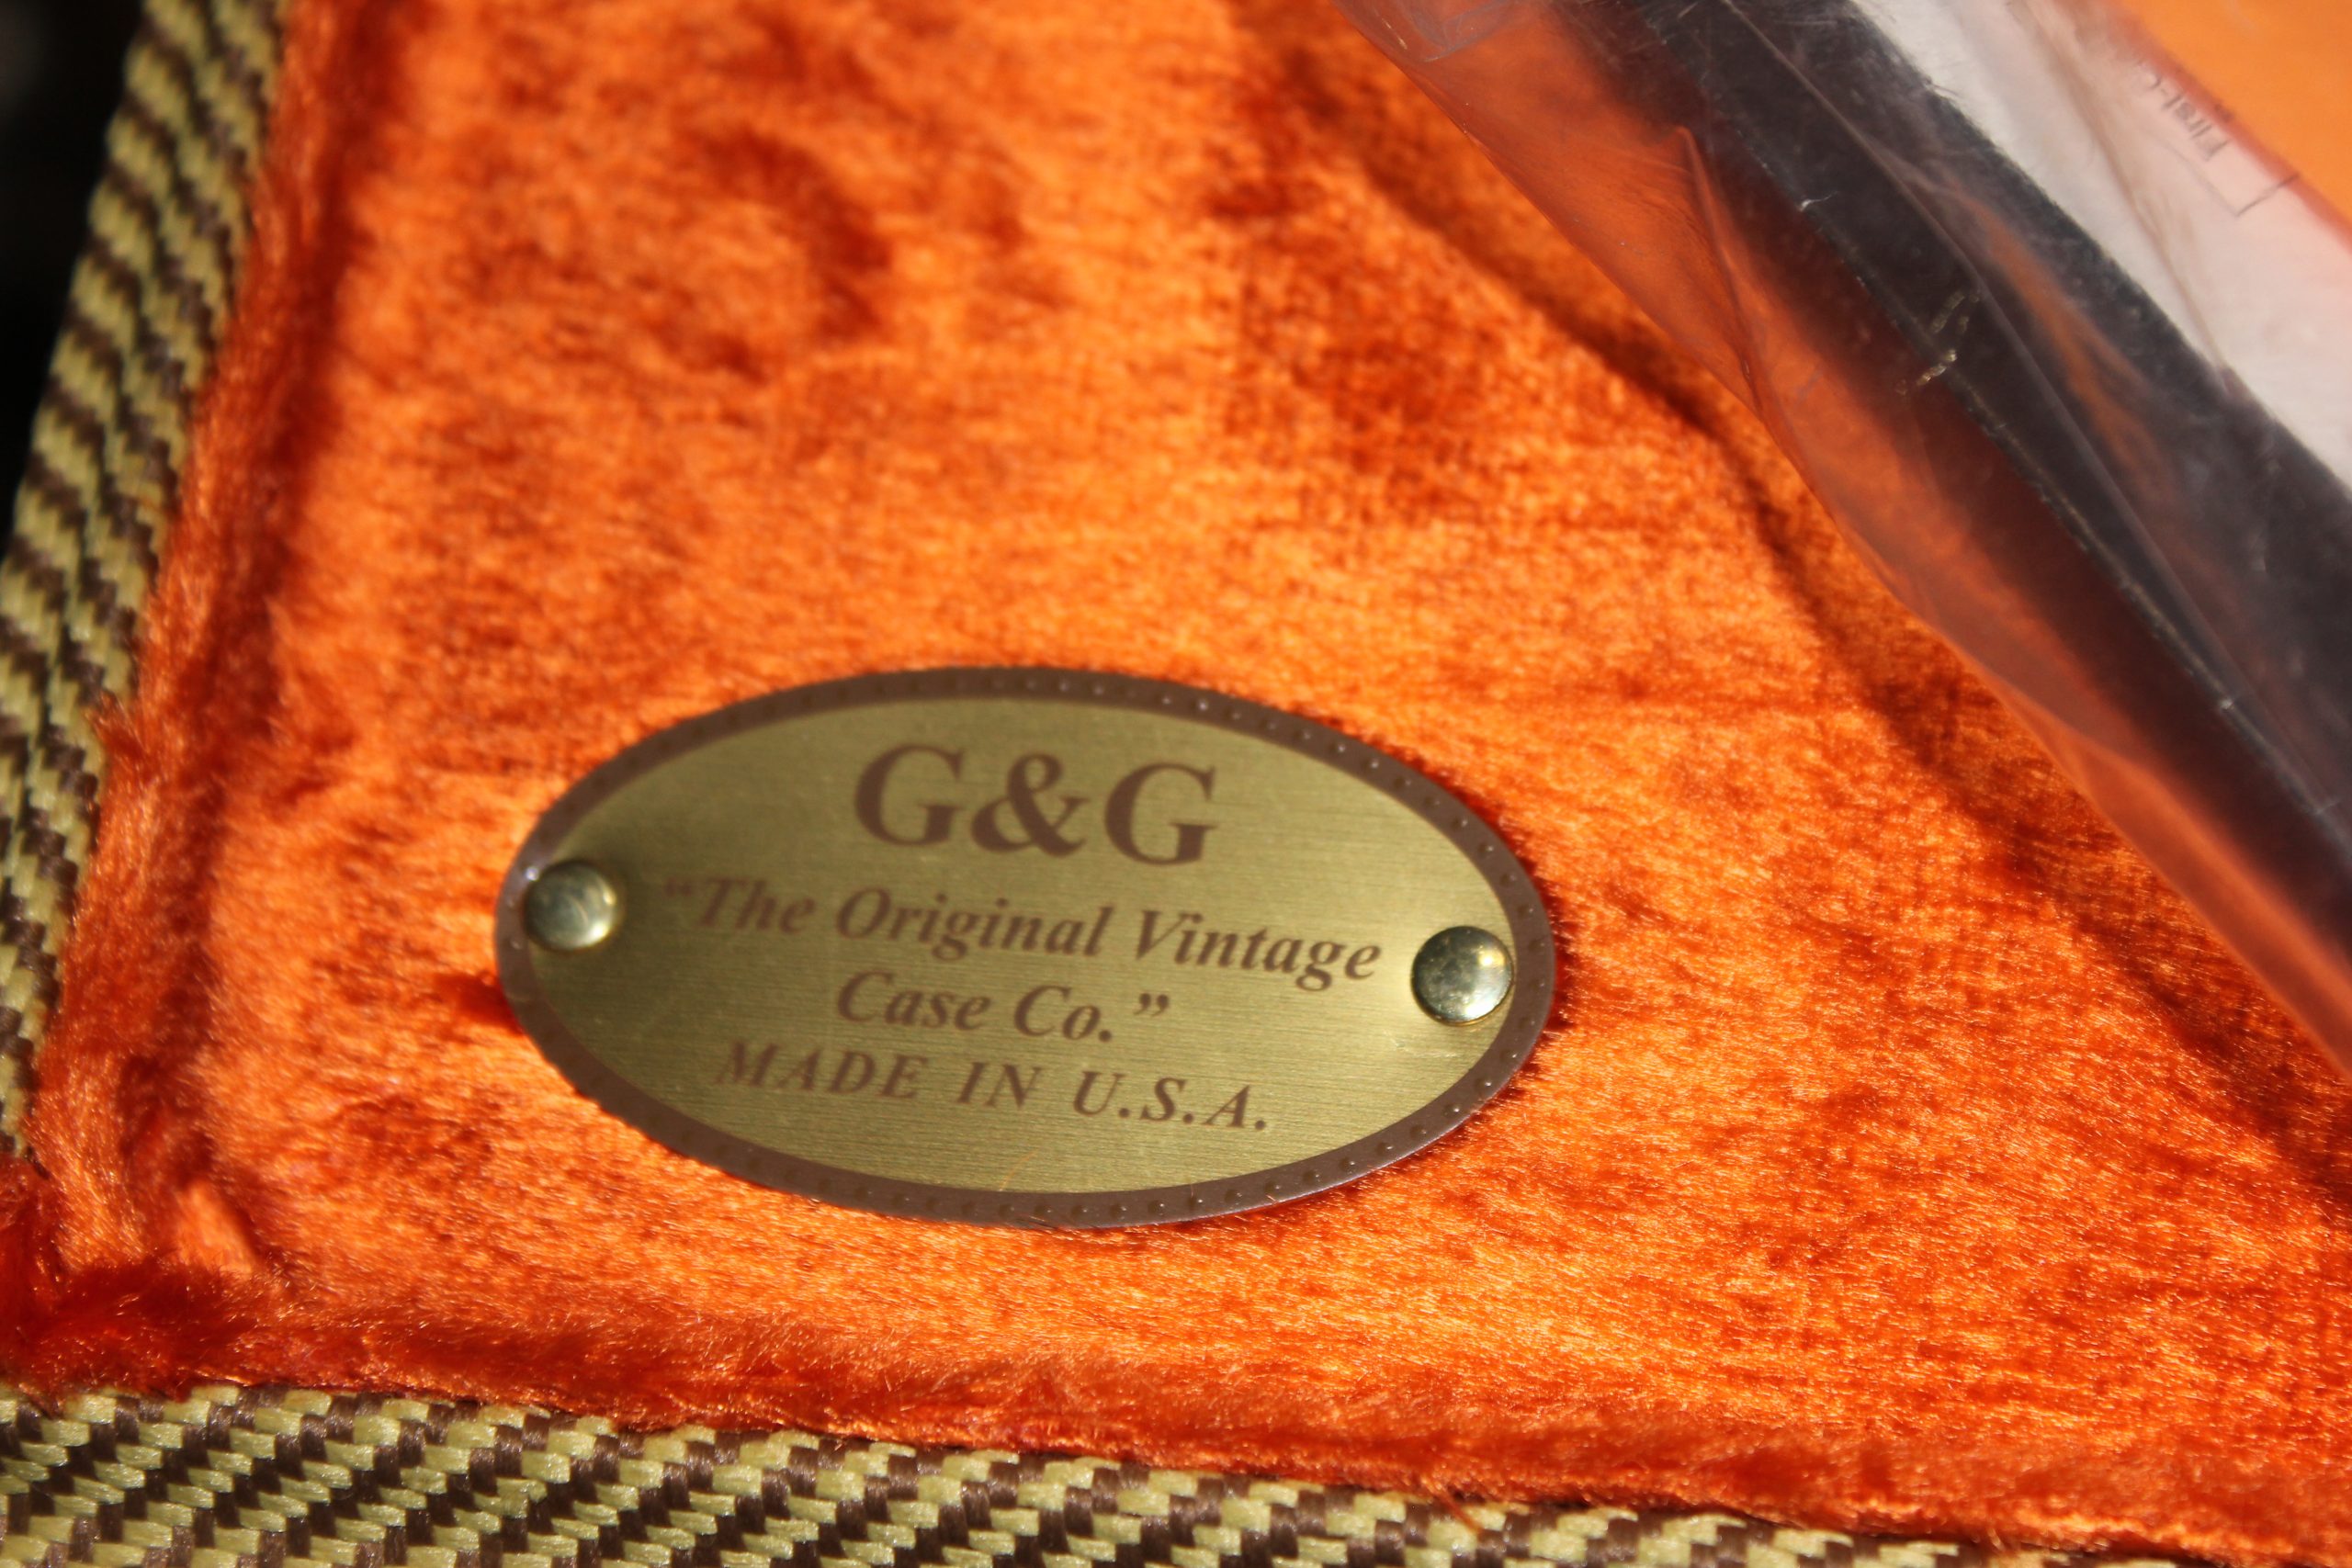 G&G
“The Original Vintage
Case Co.”
MADE IN U.S.A.